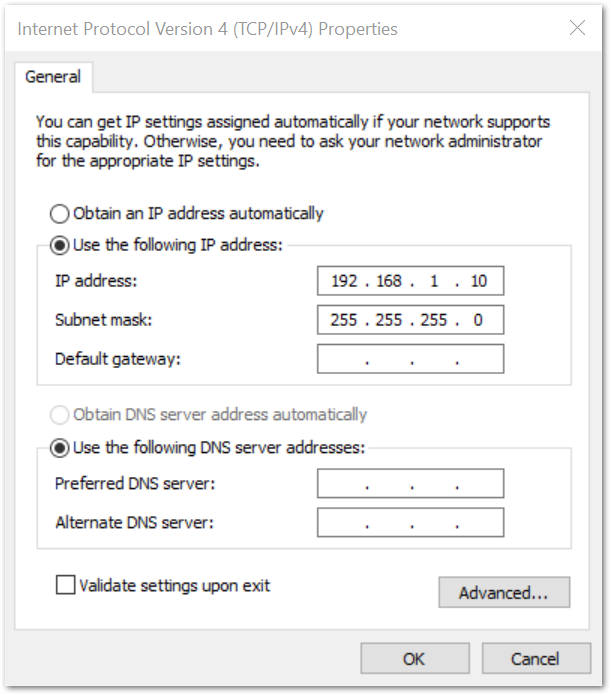 Internet Protocol Version 4 (TCP/IPv4) Properties
General
You can get IP settings assigned automatically if your network supports
this capability. Otherwise, you need to ask your network administrator
for the appropriate IP settings.
Obtain an IP address automatically
Use the following IP address:
IP address: 192 . 168 . 1 . 10
Subnet mask: 255 . 255 . 255 . 0
Default gateway: . . .
Obtain DNS server address automatically
Use the following DNS server addresses:
Preferred DNS server: . . .
Alternate DNS server: . . .
Validate settings upon exit
Advanced...
OK Cancel